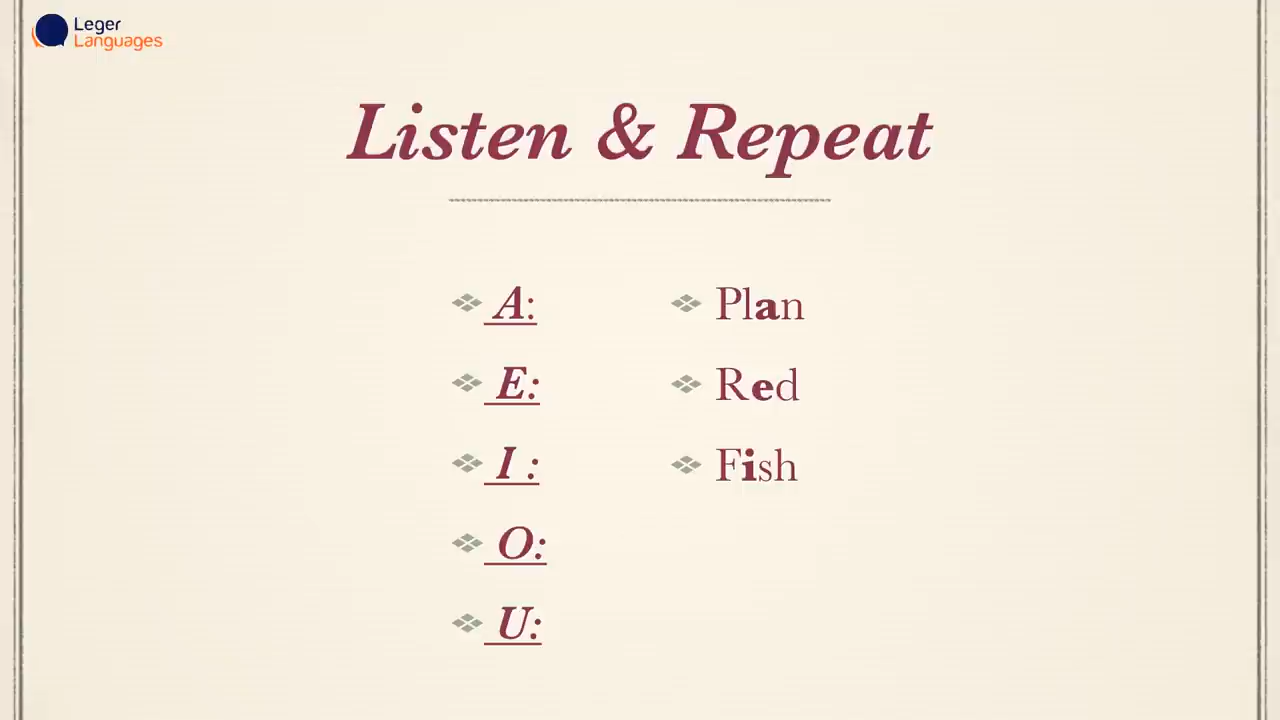 Leger
Languages
Listen & Repeat
A: Plan
E: Red
I : Fish
O:
U: